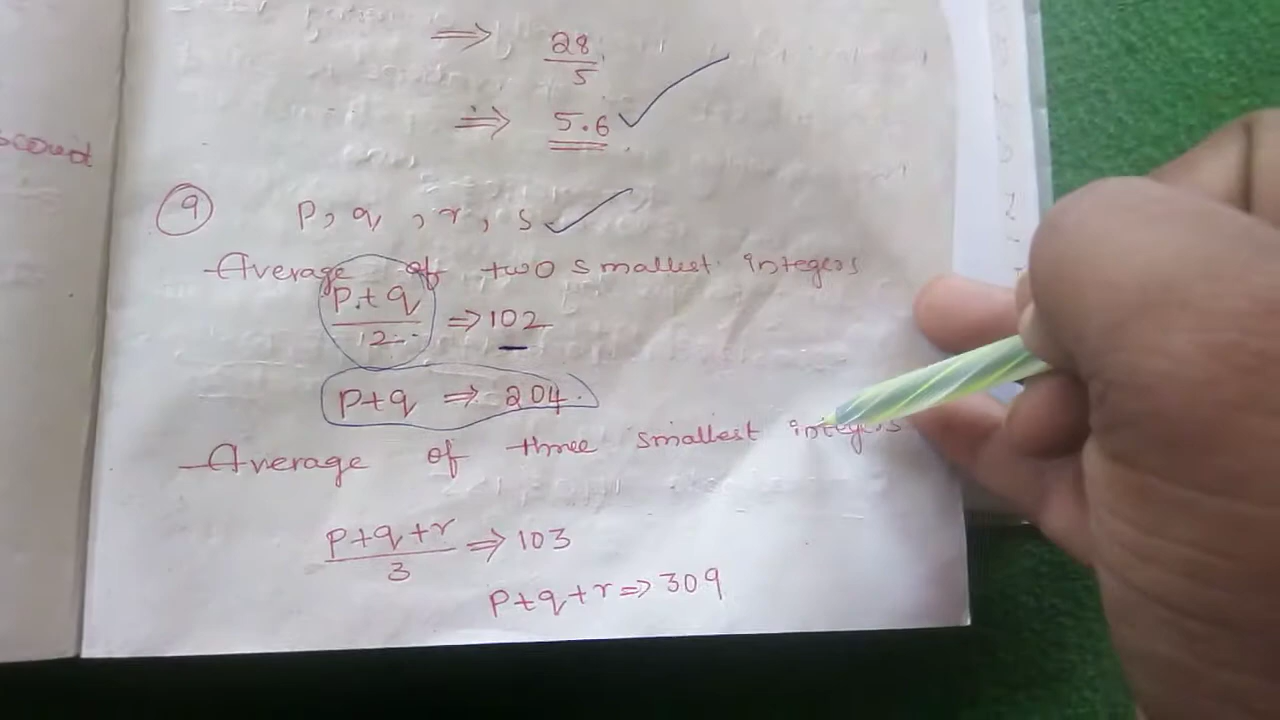 ⇒ 28/5
⇒ 5.6 ✓
9 p, q, r, s ✓
Average of two smallest integers
p+q/2 ⇒ 102
p+q ⇒ 204
Average of three smallest integers
p+q+r/3 ⇒ 103
p+q+r ⇒ 309